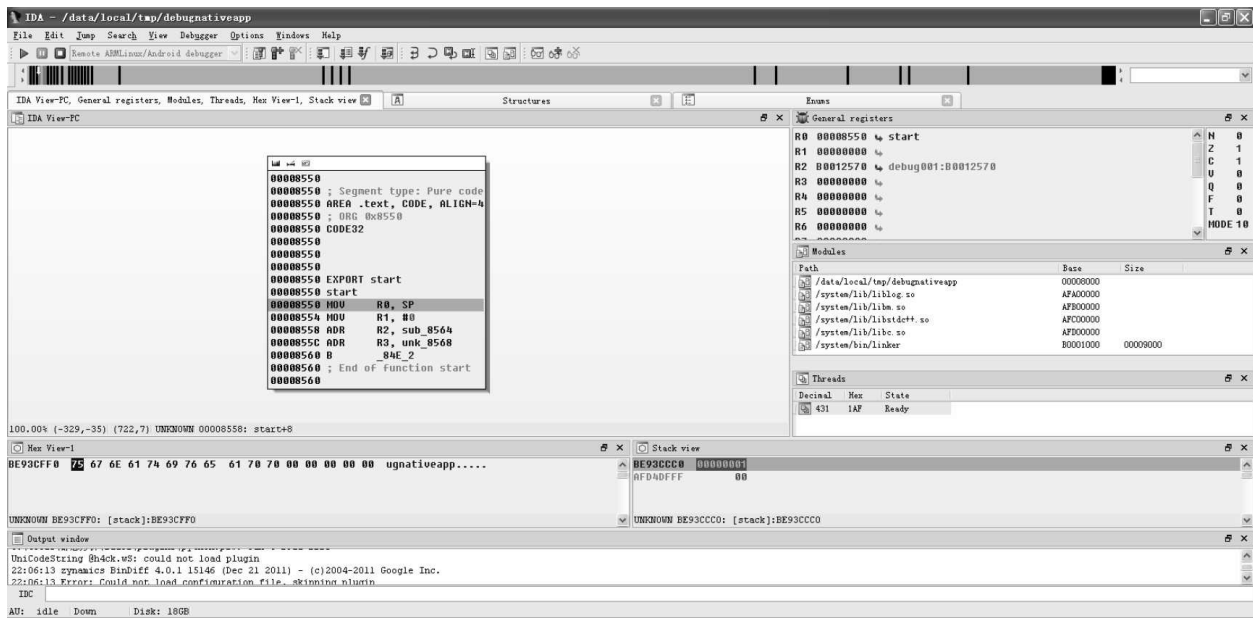 IDA - /data/local/tmp/debugnativeapp
File Edit Jump Search View Debugger Options Windows Help
Remote ARMLinux/Android debugger
IDA View-PC, General registers, Modules, Threads, Hex View-1, Stack view Structures Enums
IDA View-PC
00008550
00008550 ; Segment type: Pure code
00008550 AREA .text, CODE, ALIGN=4
00008550 ; ORG 0x8550
00008550 CODE32
00008550
00008550
00008550
00008550 EXPORT start
00008550 start
00008550 MOV R0, SP
00008554 MOV R1, #0
00008558 ADR R2, sub_8564
0000855C ADR R3, unk_8568
00008560 B _84E_2
00008560 ; End of function start
00008560
100.00% (-329,-35) (722,7) UNKNOWN 00008558: start+8
General registers
R0 00008550 start
R1 00000000
R2 B0012570 debug001:B0012570
R3 00000000
R4 00000000
R5 00000000
R6 00000000
N 0
Z 1
C 1
V 0
Q 0
F 0
T 0
MODE 10
Modules
Path Base Size
/data/local/tmp/debugnativeapp 00008000
/system/lib/liblog.so AFA00000
/system/lib/libm.so AFB00000
/system/lib/libstdc++.so AFC00000
/system/lib/libc.so AFD00000
/system/bin/linker B0001000 00009000
Threads
Decimal Hex State
431 1AF Ready
Hex View-1
BE93CFF0 75 67 6E 61 74 69 76 65 61 70 70 00 00 00 00 00 ugnativeapp.....
UNKNOWN BE93CFF0: [stack]:BE93CFF0
Stack view
BE93CCC0 00000001
AFD4DFFF 00
UNKNOWN BE93CCC0: [stack]:BE93CCC0
Output window
UniCodeString @h4ck.wS: could not load plugin
22:06:13 zynamics BinDiff 4.0.1 15146 (Dec 21 2011) - (c)2004-2011 Google Inc.
22:06:13 Error: Could not load configuration file, skipping plugin
IDC
AU: idle Down Disk: 18GB